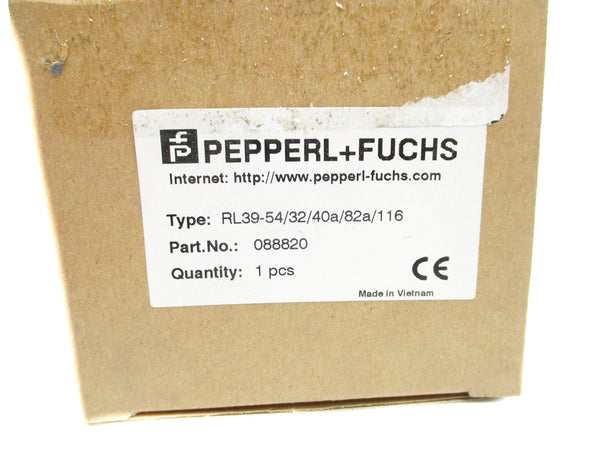 PEPPERL+FUCHS
Internet: http://www.pepperl-fuchs.com
Type: RL39-54/32/40a/82a/116
Part.No.: 088820
Quantity: 1 pcs
CE
Made in Vietnam